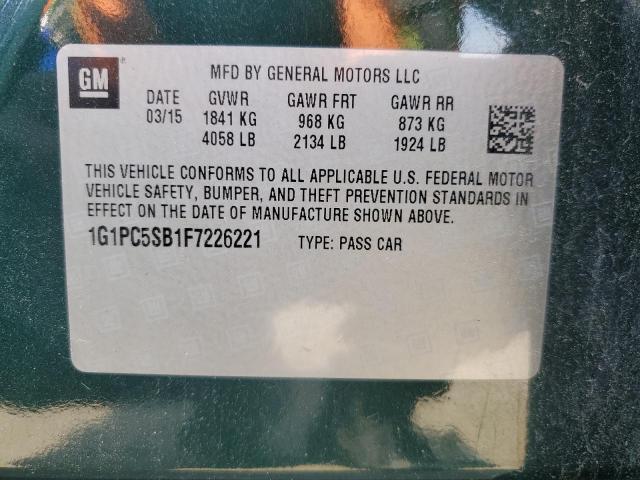 GM
MFD BY GENERAL MOTORS LLC
DATE GVWR GAWR FRT GAWR RR
03/15 1841 KG 968 KG 873 KG
4058 LB 2134 LB 1924 LB
THIS VEHICLE CONFORMS TO ALL APPLICABLE U.S. FEDERAL MOTOR
VEHICLE SAFETY, BUMPER, AND THEFT PREVENTION STANDARDS IN
EFFECT ON THE DATE OF MANUFACTURE SHOWN ABOVE.
1G1PC5SB1F7226221 TYPE: PASS CAR